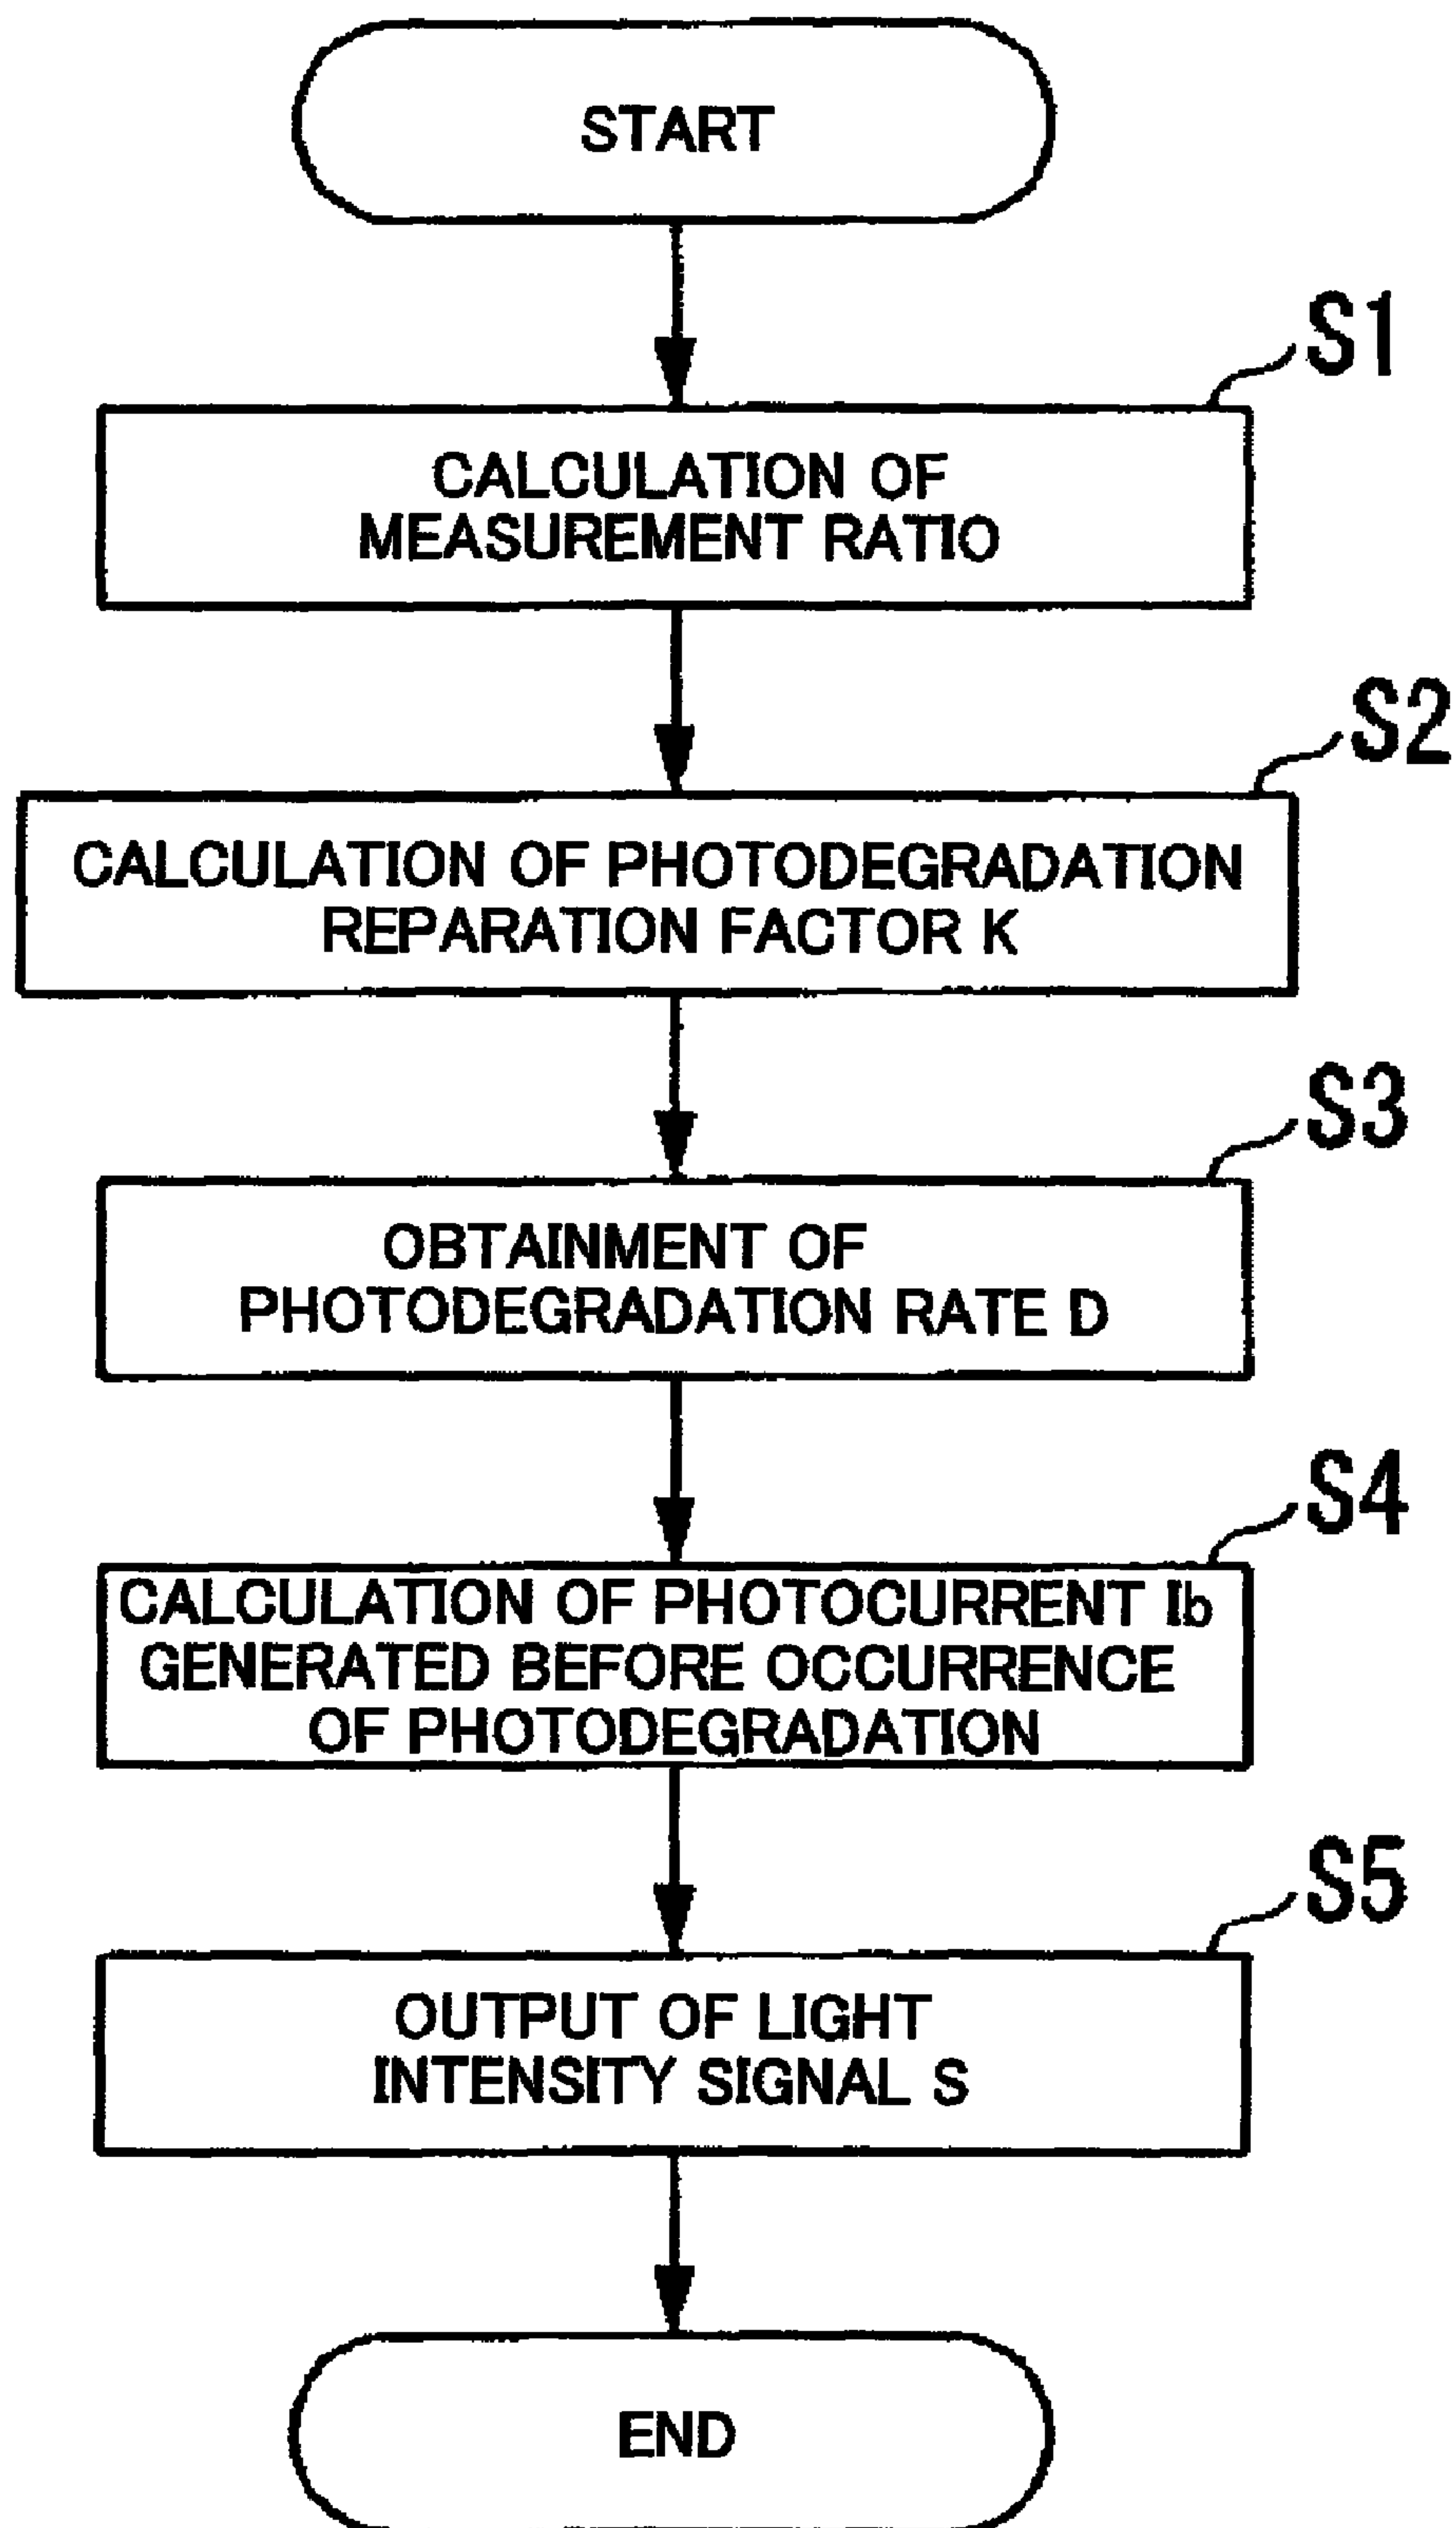 START
S1
CALCULATION OF
MEASUREMENT RATIO
S2
CALCULATION OF PHOTODEGRADATION
REPARATION FACTOR K
S3
OBTAINMENT OF
PHOTODEGRADATION RATE D
S4
CALCULATION OF PHOTOCURRENT Ib
GENERATED BEFORE OCCURRENCE
OF PHOTODEGRADATION
S5
OUTPUT OF LIGHT
INTENSITY SIGNAL S
END